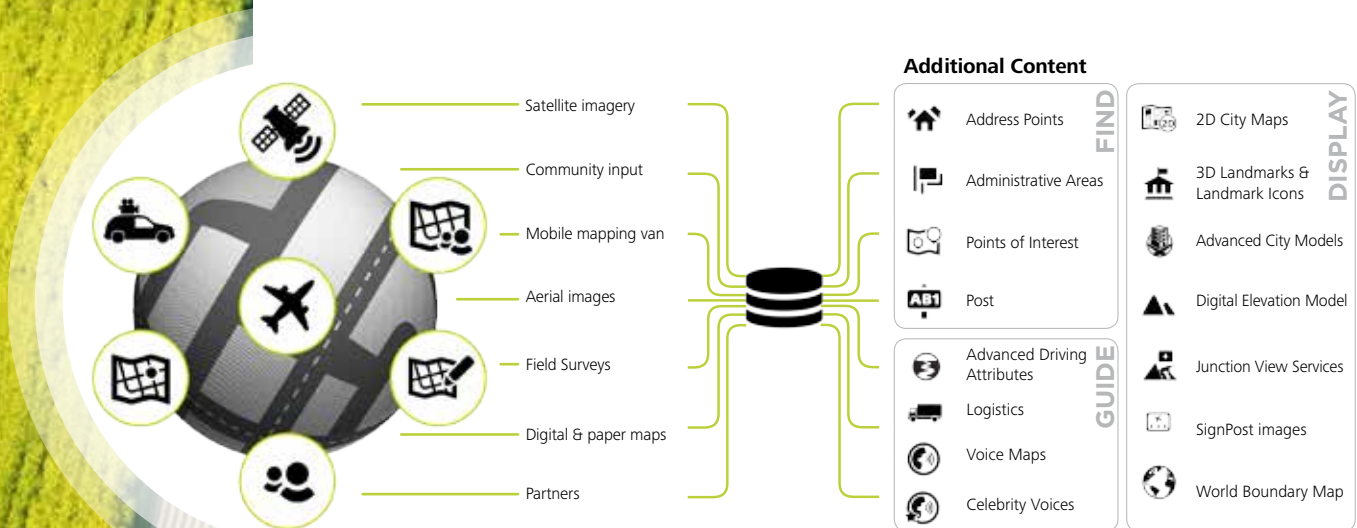 Satellite imagery
Community input
Mobile mapping van
Aerial images
Field Surveys
Digital & paper maps
Partners
Additional Content
FIND
Address Points
Administrative Areas
Points of Interest
AB1
Post
GUIDE
Advanced Driving
Attributes
Logistics
Voice Maps
Celebrity Voices
DISPLAY
2D
2D City Maps
3D Landmarks &
Landmark Icons
Advanced City Models
Digital Elevation Model
Junction View Services
SignPost images
World Boundary Map